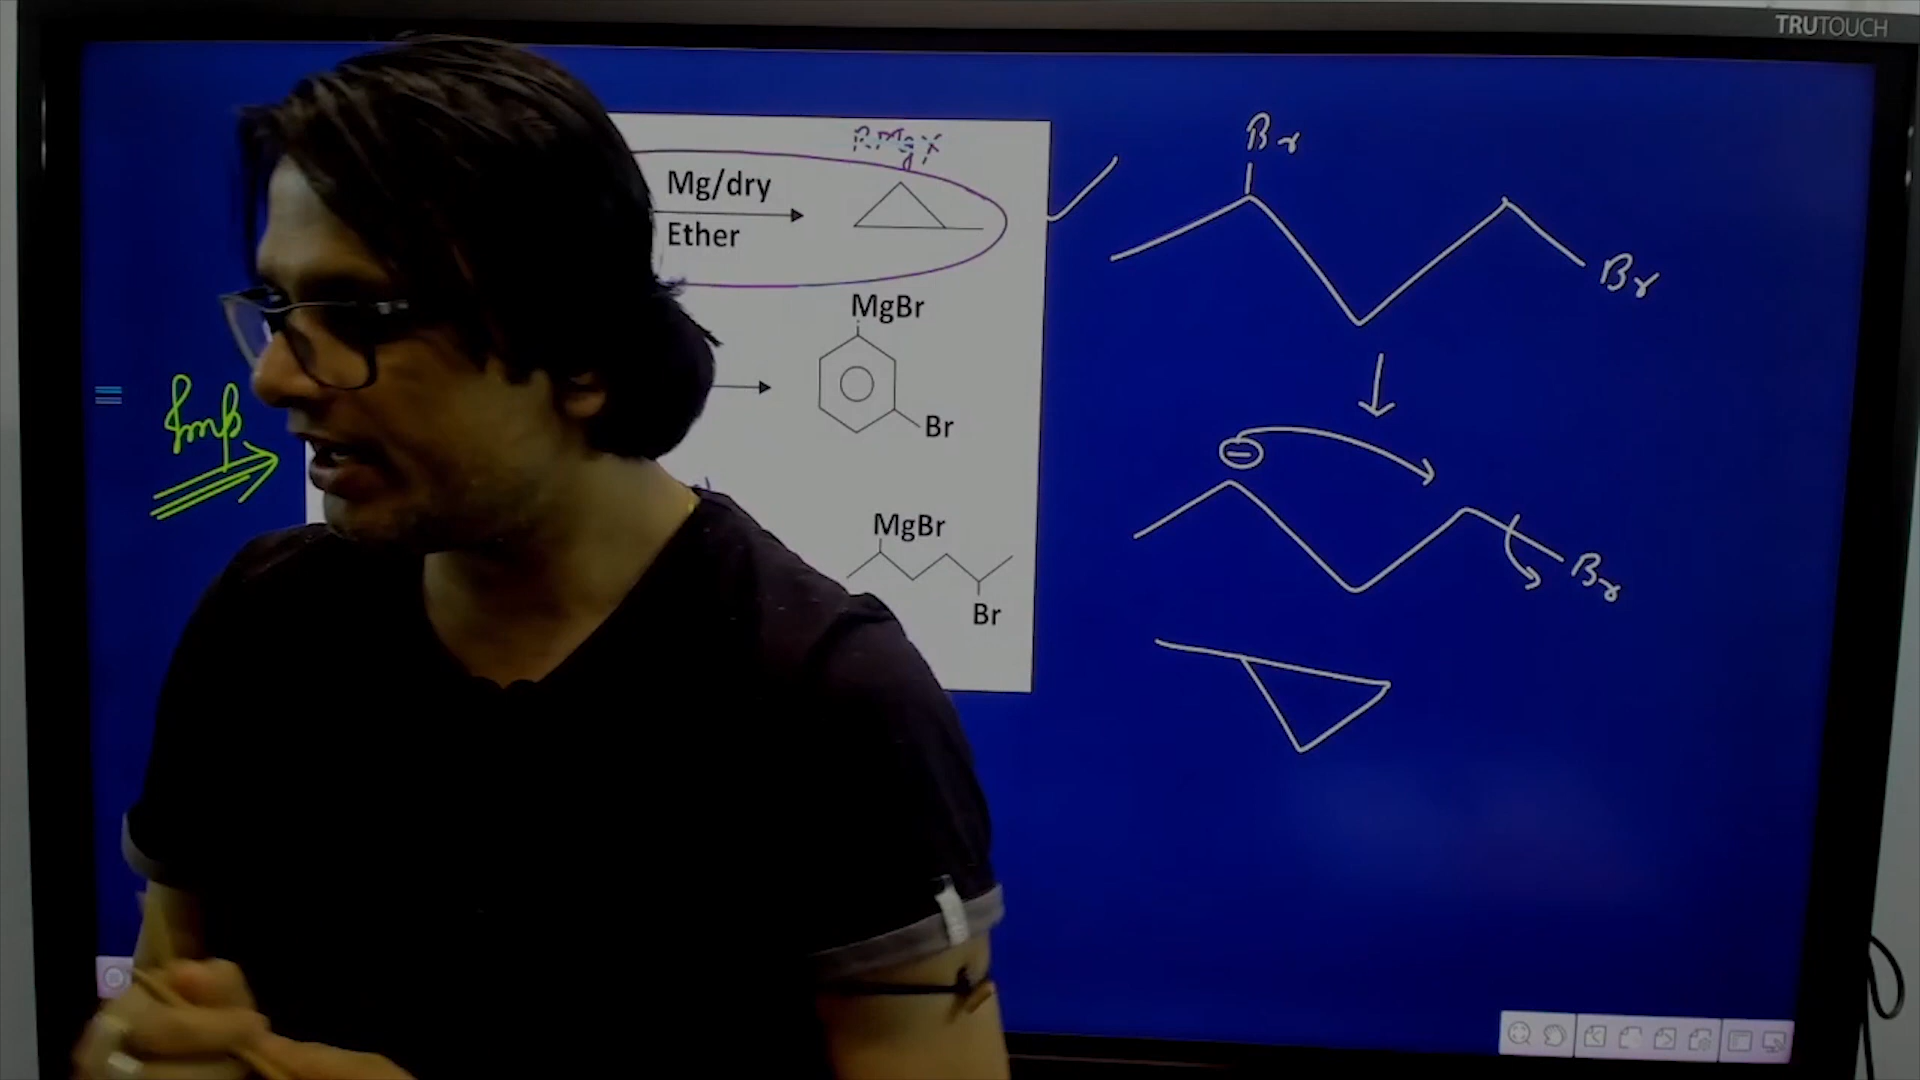 TRUTOUCH
RMgX
Mg/dry
Ether
MgBr
Br
MgBr
Br
Imp
Br
Br
Br